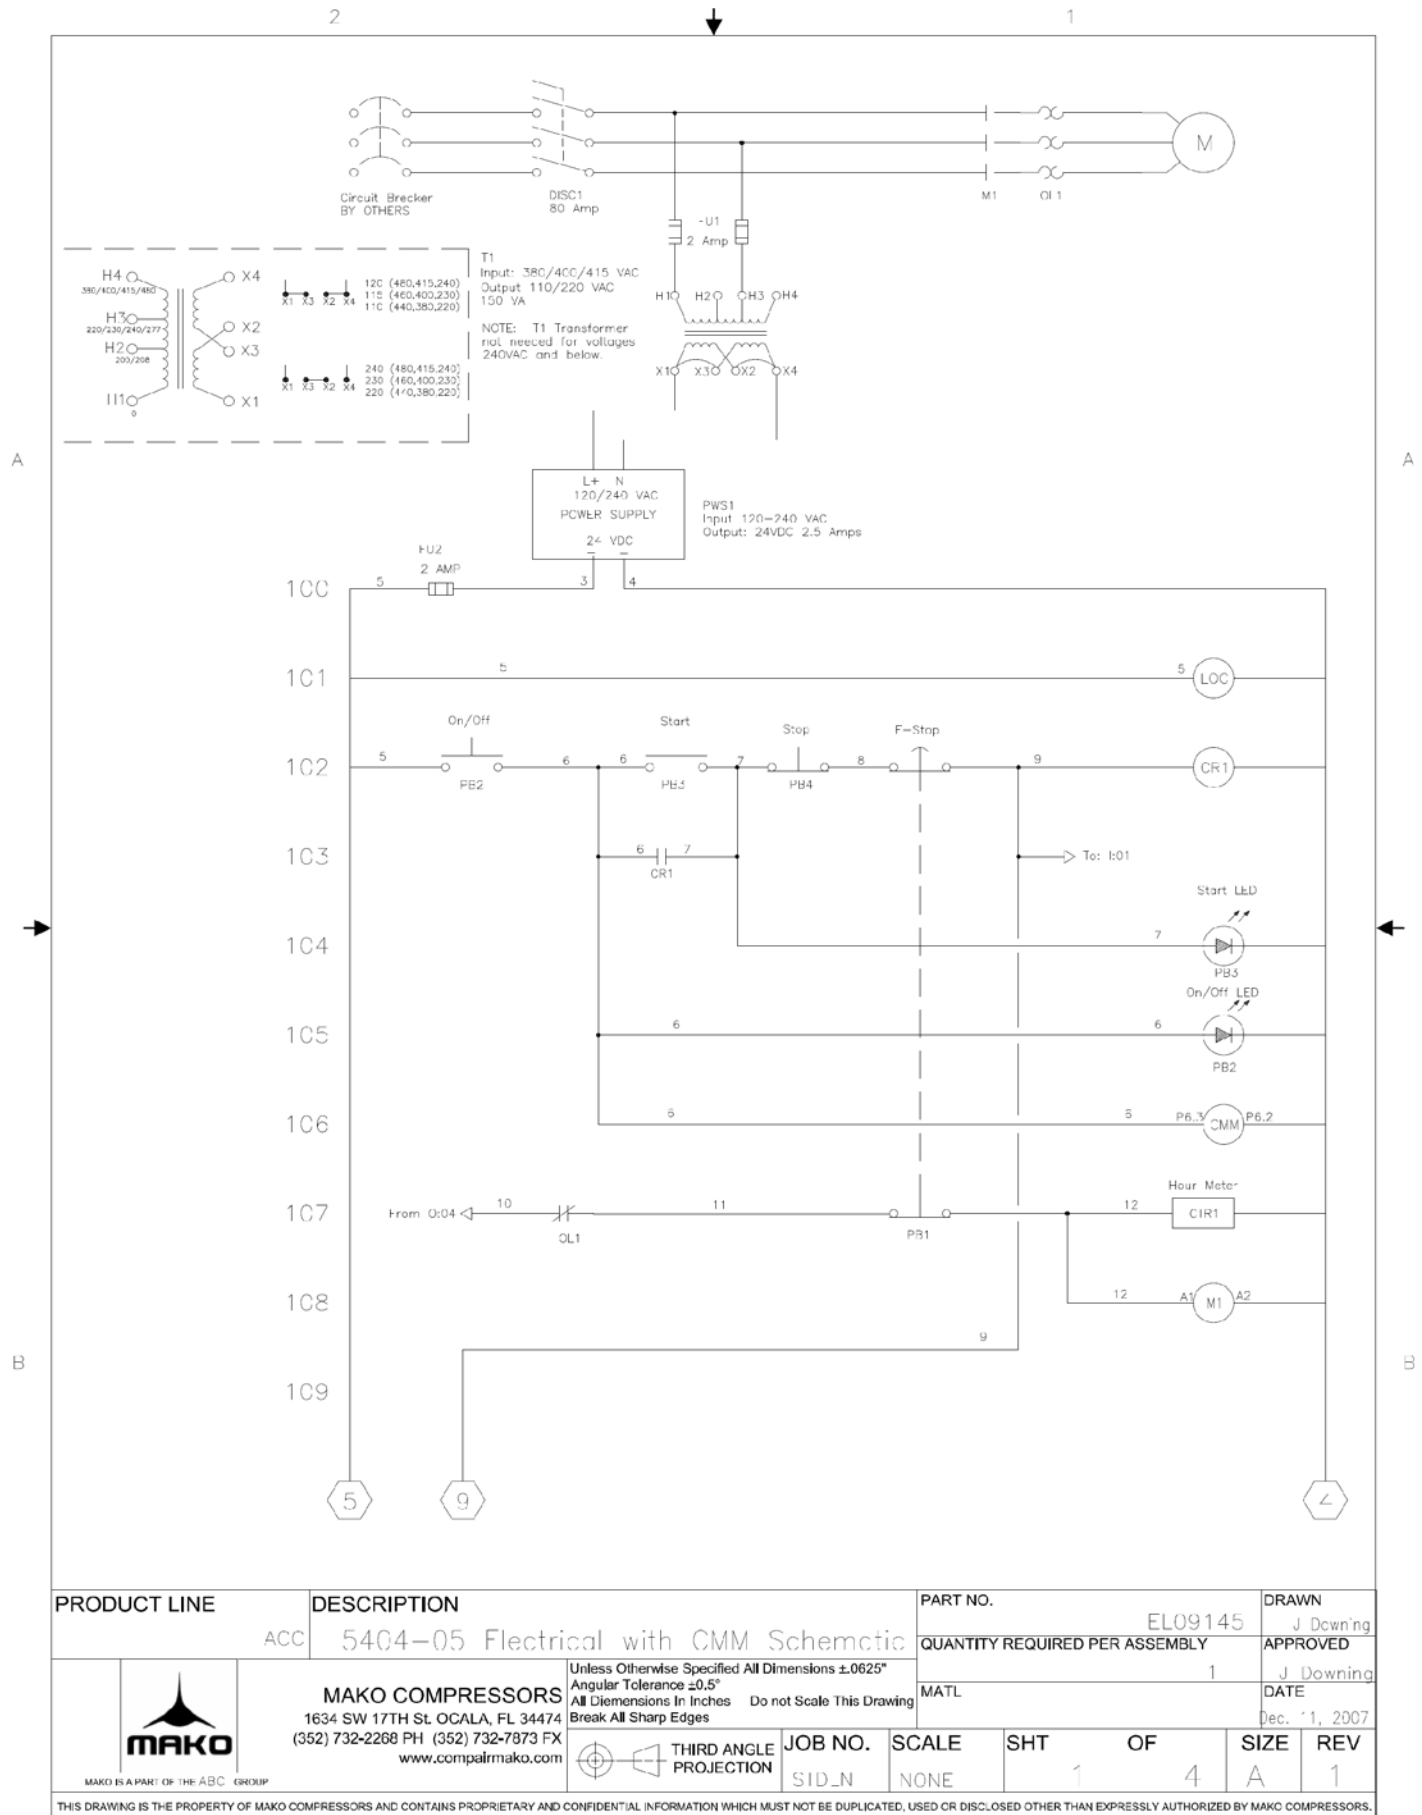 2
1
Circuit Brecker
BY OTHERS
DISC1
80 Amp
M1
OL1
M
-U1
2 Amp
H4
380/400/415/480
H3
220/230/240/277
H2
200/208
H1
0
X4
X2
X3
X1
X1 X3 X2 X4
120 (480,415,240)
115 (460,400,230)
110 (440,380,220)
X1 X3 X2 X4
240 (480,415,240)
230 (460,400,230)
220 (440,380,220)
T1
Input: 380/400/415 VAC
Output 110/220 VAC
150 VA
NOTE: T1 Transformer
not needed for voltages
240VAC and below.
H1 H2 H3 H4
X1 X3 X2 X4
A
A
L+ N
120/240 VAC
POWER SUPPLY
24 VDC
PWS1
Input 120-240 VAC
Output: 24VDC 2.5 Amps
FU2
2 AMP
100
5
3
4
101
5
5
LOC
On/Off
Start
Stop
E-Stop
102
5
6
6
7
8
9
CR1
PB2
PB3
PB4
103
6
7
CR1
To: I:01
Start LED
104
7
PB3
On/Off LED
105
6
6
PB2
106
6
6
P6.3
CMM
P6.2
Hour Meter
107
From O:04
10
11
12
CIR1
OL1
PB1
108
12
A1
M1
A2
9
B
B
109
5
9
4
PRODUCT LINE
ACC
DESCRIPTION
5404-05 Electrical with CMM Schematic
PART NO.
EL09145
DRAWN
J Downing
QUANTITY REQUIRED PER ASSEMBLY
1
APPROVED
J Downing
MAKO
MAKO IS A PART OF THE ABC GROUP
MAKO COMPRESSORS
1634 SW 17TH St. OCALA, FL 34474
(352) 732-2268 PH (352) 732-7873 FX
www.compairmako.com
Unless Otherwise Specified All Dimensions ±.0625"
Angular Tolerance ±0.5°
All Diemensions In Inches Do not Scale This Drawing
Break All Sharp Edges
MATL
DATE
Dec. 11, 2007
THIRD ANGLE
PROJECTION
JOB NO.
STD_N
SCALE
NONE
SHT
1
OF
4
SIZE
A
REV
1
THIS DRAWING IS THE PROPERTY OF MAKO COMPRESSORS AND CONTAINS PROPRIETARY AND CONFIDENTIAL INFORMATION WHICH MUST NOT BE DUPLICATED, USED OR DISCLOSED OTHER THAN EXPRESSLY AUTHORIZED BY MAKO COMPRESSORS.